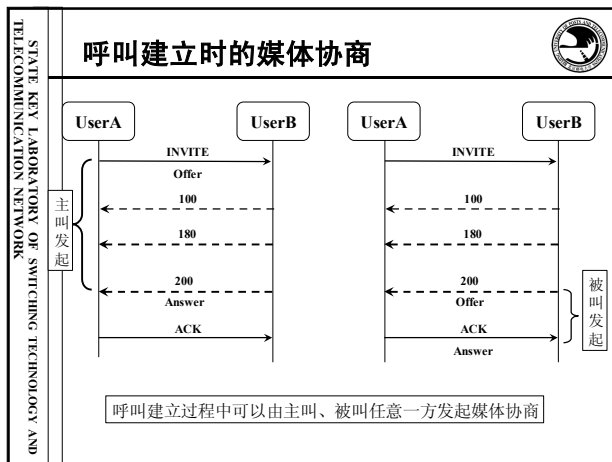 呼叫建立时的媒体协商
STATE KEY LABORATORY OF SWITCHING TECHNOLOGY AND
TELECOMMUNICATION NETWORK
UserA
UserB
INVITE
Offer
100
180
200
Answer
ACK
主叫发起
UserA
UserB
INVITE
100
180
200
Offer
ACK
Answer
被叫发起
呼叫建立过程中可以由主叫、被叫任意一方发起媒体协商